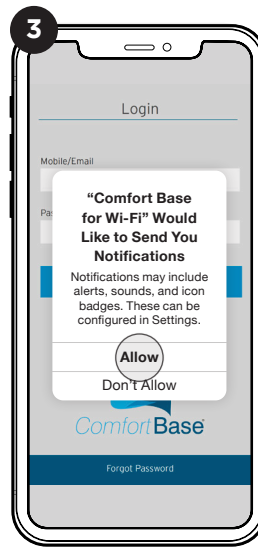 3
Login
Mobile/Email
Pas
“Comfort Base
for Wi-Fi” Would
Like to Send You
Notifications
Notifications may include
alerts, sounds, and icon
badges. These can be
configured in Settings.
Allow
Don’t Allow
ComfortBase
Forgot Password